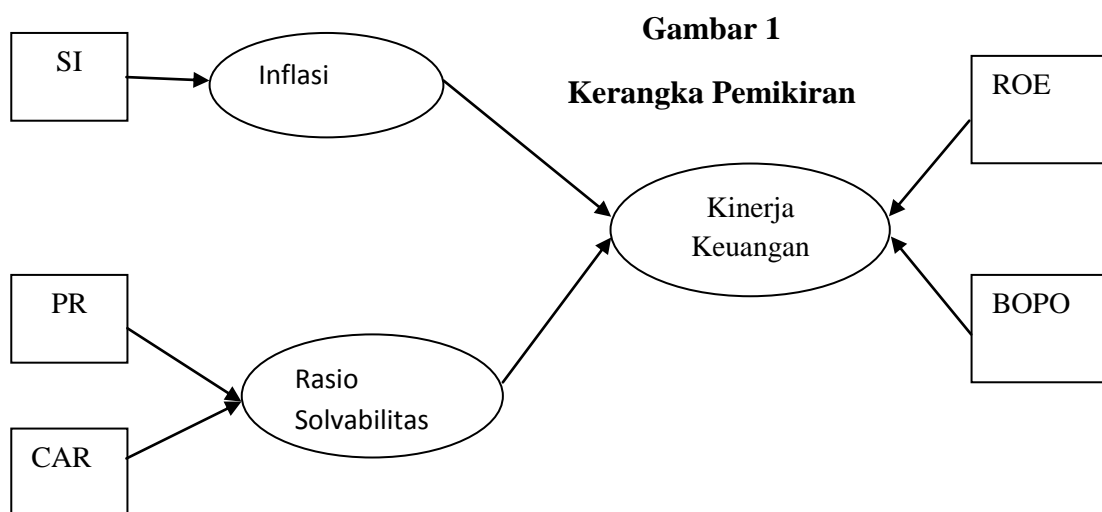 Gambar 1
Kerangka Pemikiran
SI
Inflasi
ROE
Kinerja
Keuangan
PR
BOPO
Rasio
Solvabilitas
CAR